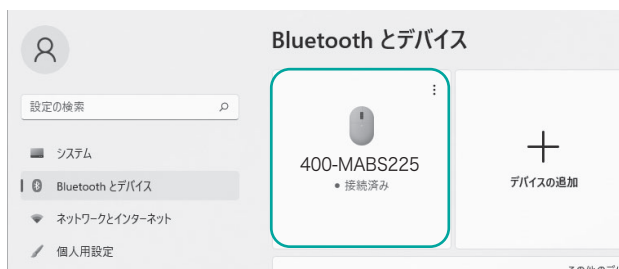 Bluetooth とデバイス
設定の検索
システム
Bluetooth とデバイス
ネットワークとインターネット
個人用設定
400-MABS225
接続済み
デバイスの追加